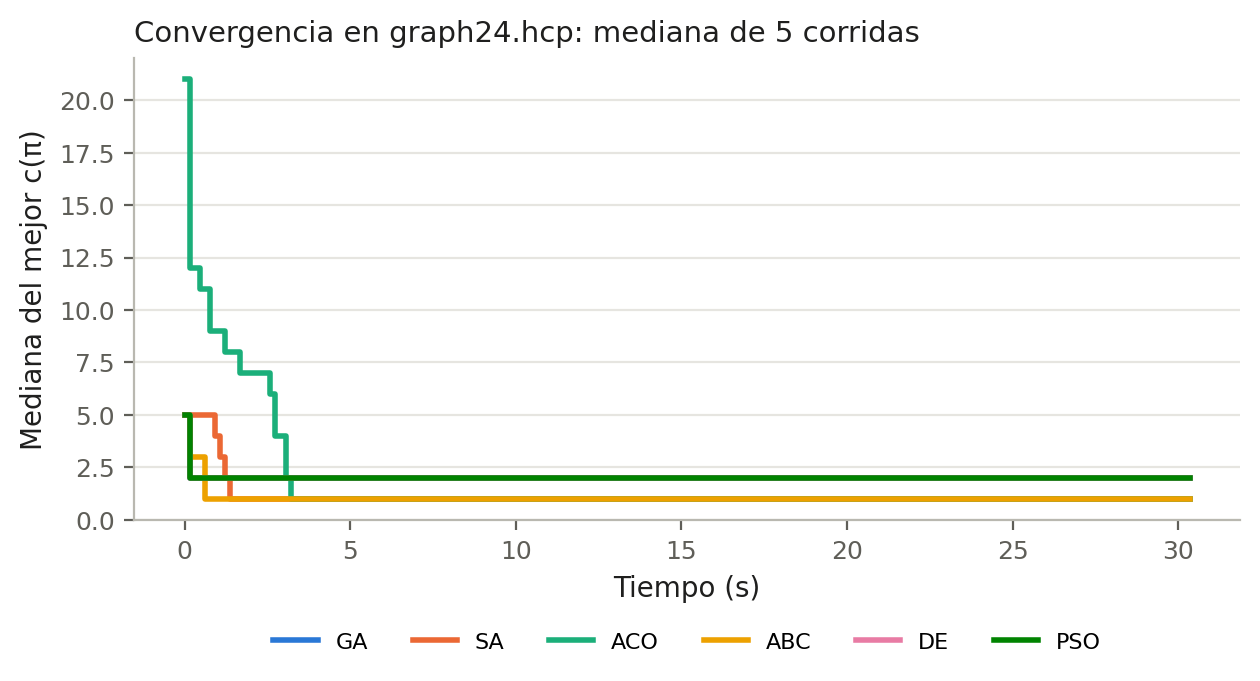 Convergencia en graph24.hcp: mediana de 5 corridas
Mediana del mejor c(π)
20.0
17.5
15.0
12.5
10.0
7.5
5.0
2.5
0.0
0 5 10 15 20 25 30
Tiempo (s)
GA SA ACO ABC DE PSO